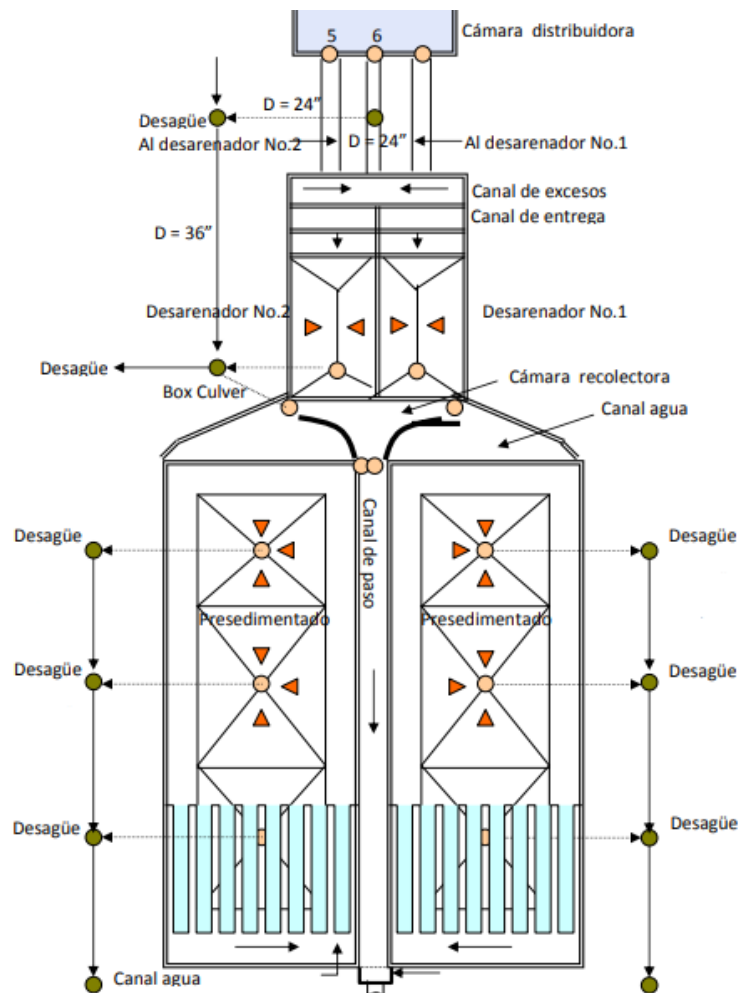 5 6
Cámara distribuidora
D = 24”
Desagüe
Al desarenador No.2
D = 24”
Al desarenador No.1
Canal de excesos
Canal de entrega
D = 36”
Desarenador No.2
Desarenador No.1
Desagüe
Cámara recolectora
Box Culver
Canal agua
Canal de paso
Desagüe
Desagüe
Presedimentado
Presedimentado
Desagüe
Desagüe
Desagüe
Desagüe
Canal agua